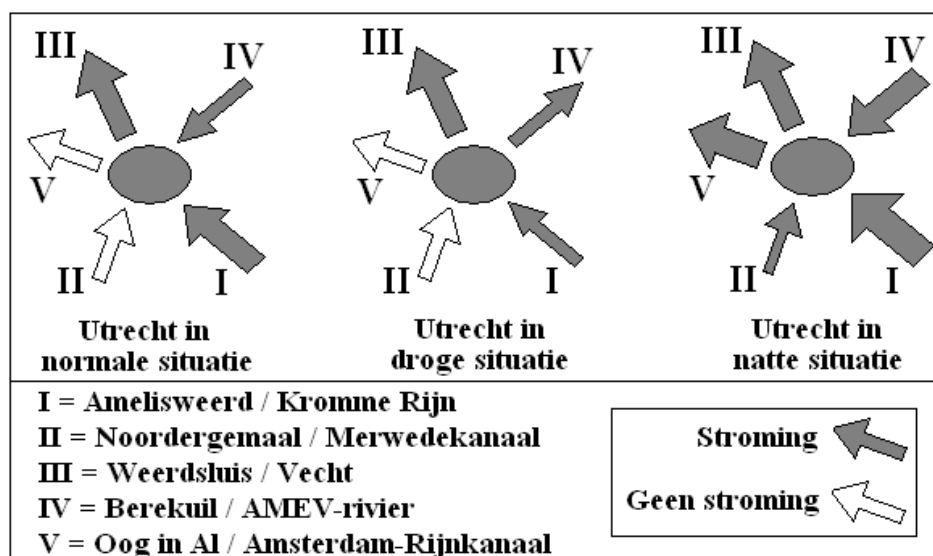 III
IV
V
II
I
Utrecht in
normale situatie
III
IV
V
II
I
Utrecht in
droge situatie
III
IV
V
II
I
Utrecht in
natte situatie
I = Amelisweerd / Kromme Rijn
II = Noordergemaal / Merwedekanaal
III = Weerdsluis / Vecht
IV = Berekuil / AMEV-rivier
V = Oog in Al / Amsterdam-Rijnkanaal
Stroming
Geen stroming